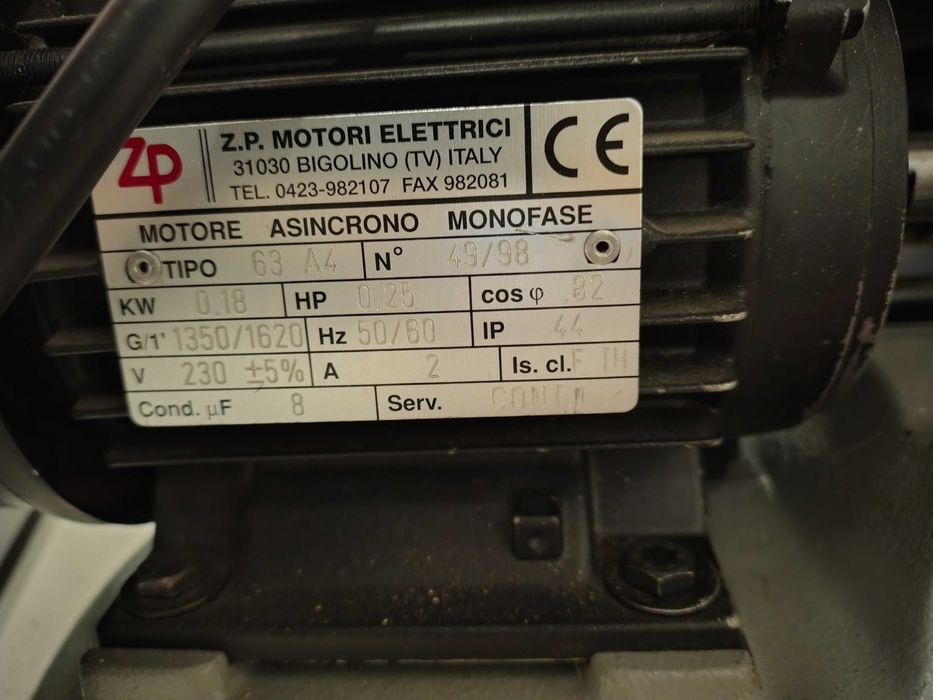 ZP
Z.P. MOTORI ELETTRICI
31030 BIGOLINO (TV) ITALY
TEL. 0423-982107 FAX 982081
CE
MOTORE ASINCRONO MONOFASE
TIPO 63 A4 N° 49/98
KW 0.18 HP 0.25 cos φ .82
G/1' 1350/1620 Hz 50/60 IP 44
V 230 ±5% A 2 Is. cl. F TH
Cond. µF 8 Serv. CONT.